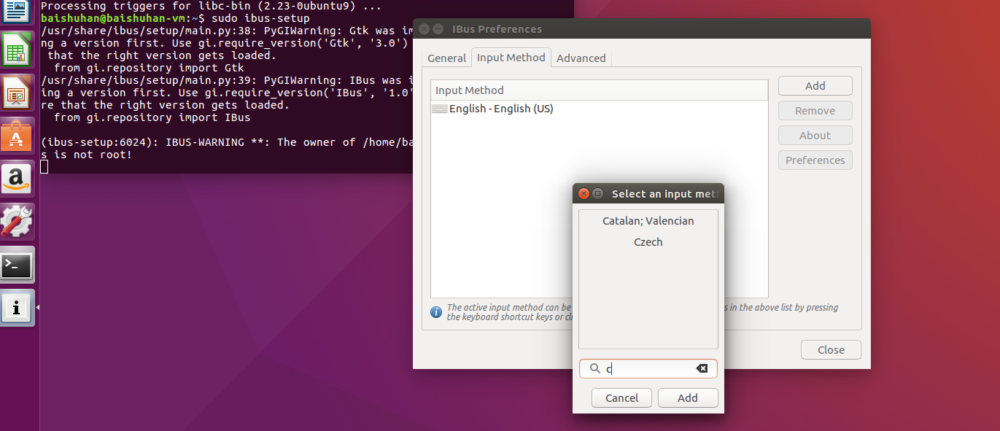 Processing triggers for libc-bin (2.23-0ubuntu9) ...
baishuhan@baishuhan-vm:~$ sudo ibus-setup
/usr/share/ibus/setup/main.py:38: PyGIWarning: Gtk was im
ng a version first. Use gi.require_version('Gtk', '3.0')
that the right version gets loaded.
from gi.repository import Gtk
/usr/share/ibus/setup/main.py:39: PyGIWarning: IBus was i
ing a version first. Use gi.require_version('IBus', '1.0'
re that the right version gets loaded.
from gi.repository import IBus
(ibus-setup:6024): IBUS-WARNING **: The owner of /home/ba
s is not root!
IBus Preferences
General
Input Method
Advanced
Input Method
English - English (US)
Add
Remove
About
Preferences
The active input method can be
s in the above list by pressing
the keyboard shortcut keys or cli
Close
Select an input met
Catalan; Valencian
Czech
c
Cancel
Add